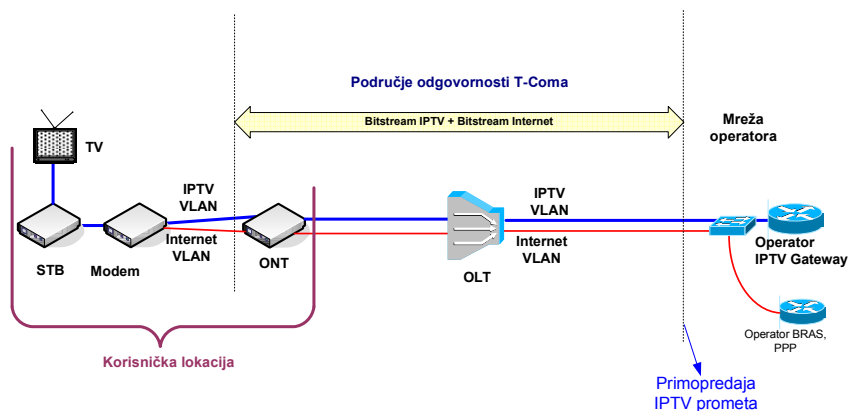 Područje odgovornosti T-Coma
Bitstream IPTV + Bitstream Internet
Mreža
operatora
TV
IPTV
VLAN
Internet
VLAN
STB
Modem
ONT
OLT
IPTV
VLAN
Internet
VLAN
Operator
IPTV Gateway
Operator BRAS,
PPP
Korisnička lokacija
Primopredaja
IPTV prometa